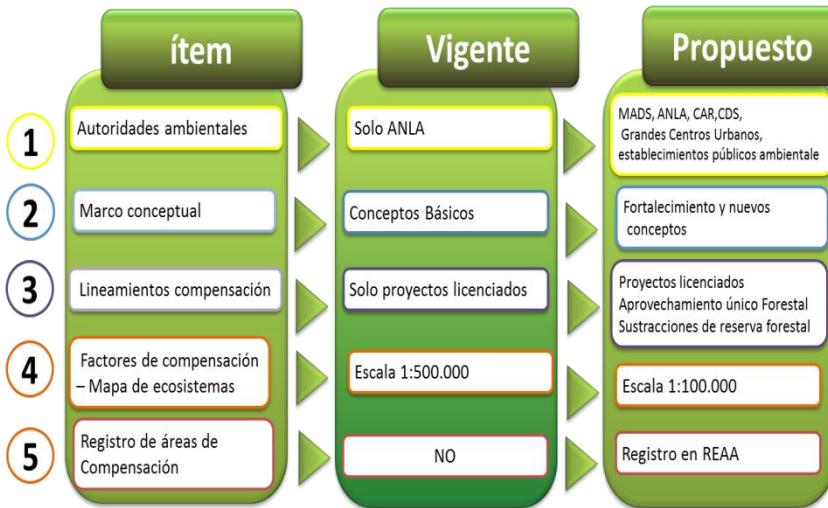 ítem
Vigente
Propuesto
1
Autoridades ambientales
Solo ANLA
MADS, ANLA, CAR,CDS,
Grandes Centros Urbanos,
establecimientos públicos ambientale
2
Marco conceptual
Conceptos Básicos
Fortalecimiento y nuevos
conceptos
3
Lineamientos compensación
Solo proyectos licenciados
Proyectos licenciados
Aprovechamiento único Forestal
Sustracciones de reserva forestal
4
Factores de compensación
– Mapa de ecosistemas
Escala 1:500.000
Escala 1:100.000
5
Registro de áreas de
Compensación
NO
Registro en REAA